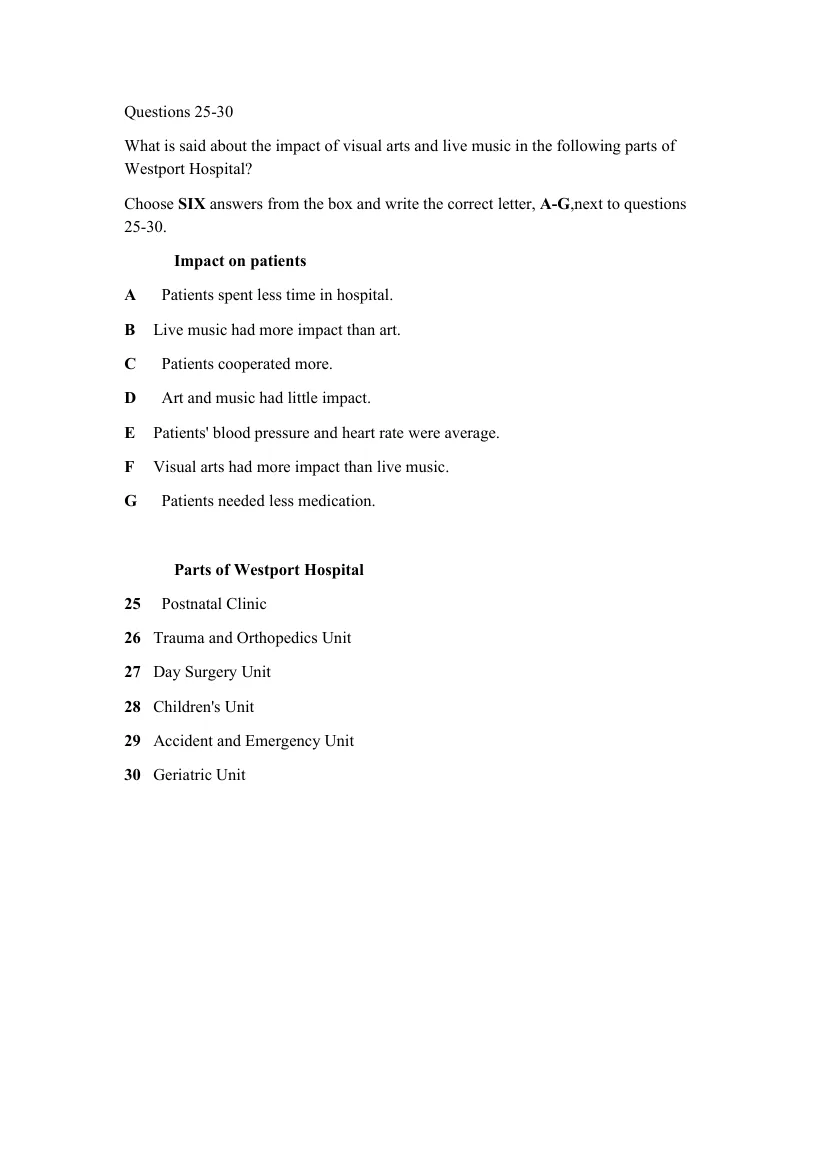 Questions 25-30
What is said about the impact of visual arts and live music in the following parts of
Westport Hospital?
Choose SIX answers from the box and write the correct letter, A-G,next to questions
25-30.
Impact on patients
A Patients spent less time in hospital.
B Live music had more impact than art.
C Patients cooperated more.
D Art and music had little impact.
E Patients' blood pressure and heart rate were average.
F Visual arts had more impact than live music.
G Patients needed less medication.
Parts of Westport Hospital
25 Postnatal Clinic
26 Trauma and Orthopedics Unit
27 Day Surgery Unit
28 Children's Unit
29 Accident and Emergency Unit
30 Geriatric Unit